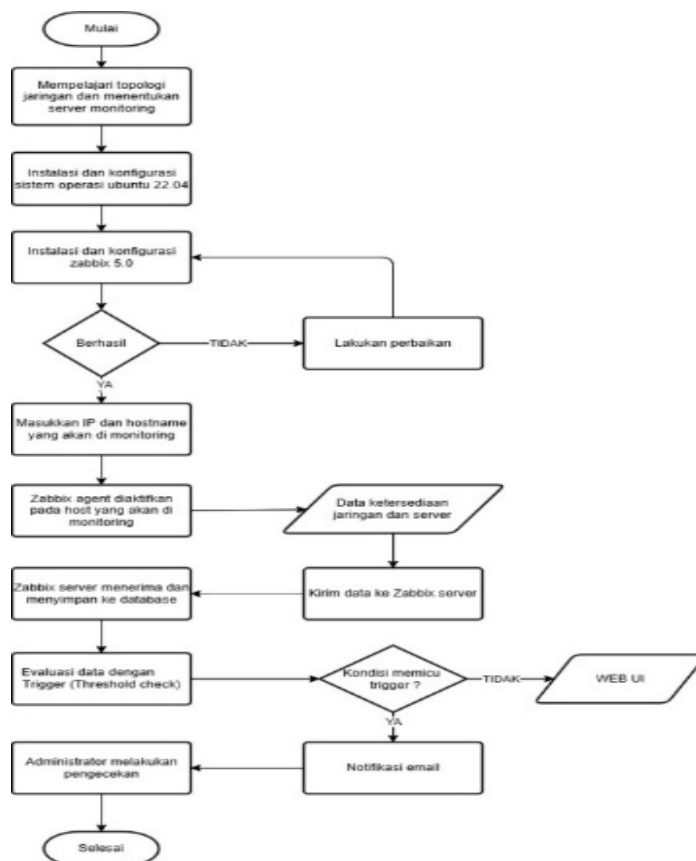 Mulai
Mempelajari topologi
jaringan dan menentukan
server monitoring
Instalasi dan konfigurasi
sistem operasi ubuntu 22.04
Instalasi dan konfigurasi
zabbix 5.0
Berhasil
TIDAK
Lakukan perbaikan
YA
Masukkan IP dan hostname
yang akan di monitoring
Zabbix agent diaktifkan
pada host yang akan di
monitoring
Data ketersediaan
jaringan dan server
Kirim data ke Zabbix server
Zabbix server menerima dan
menyimpan ke database
Evaluasi data dengan
Trigger (Threshold check)
Kondisi memicu
trigger ?
TIDAK
WEB UI
YA
Notifikasi email
Administrator melakukan
pengecekan
Selesai